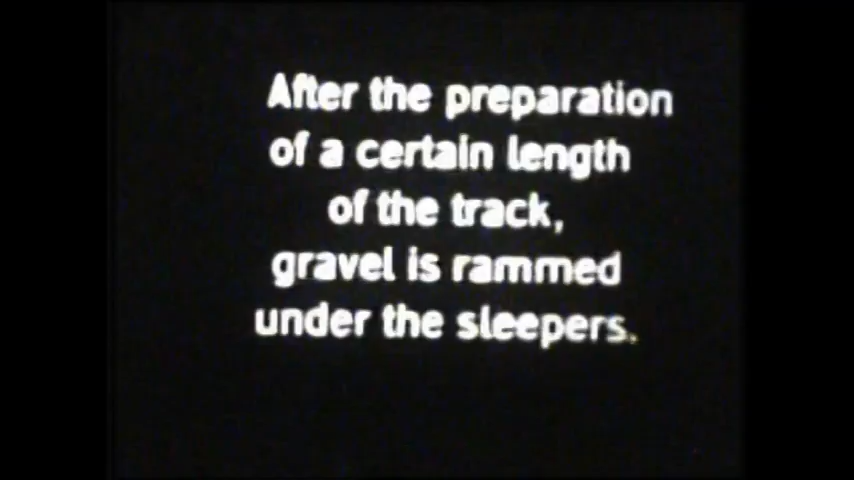 After the preparation
of a certain length
of the track,
gravel is rammed
under the sleepers.